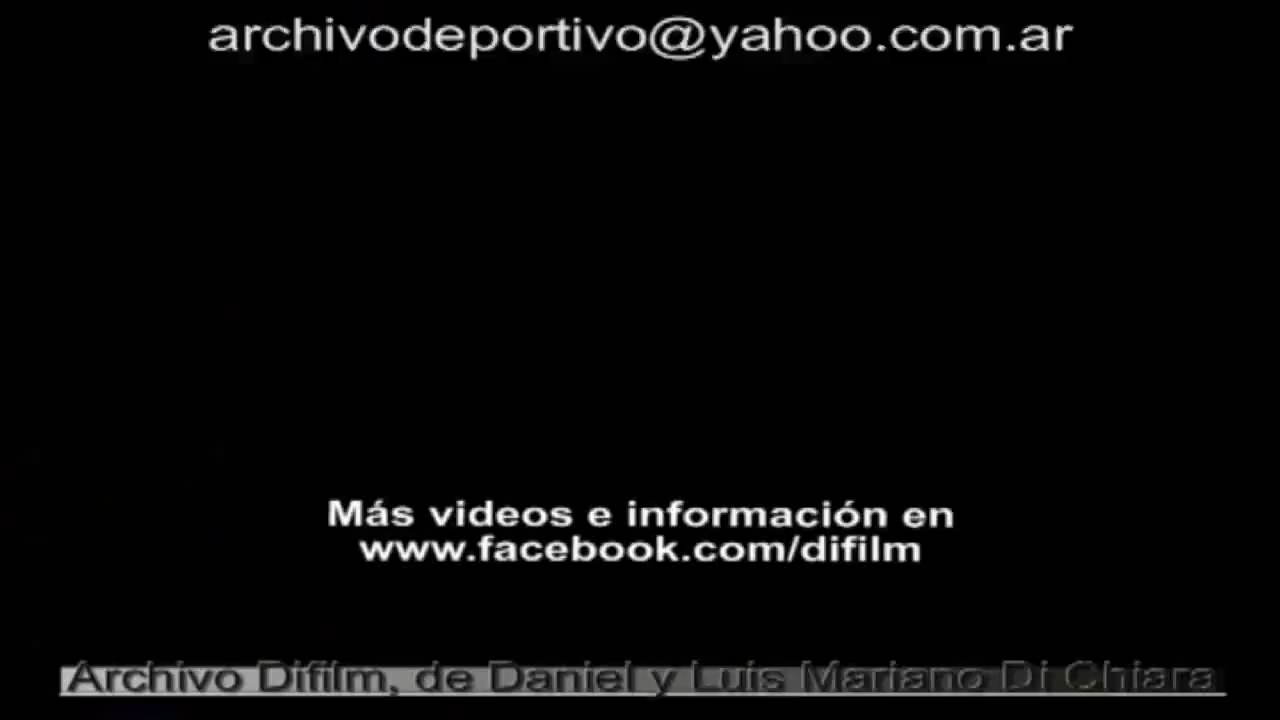 archivodeportivo@yahoo.com.ar
Más videos e información en
www.facebook.com/difilm
Archivo Difilm, de Daniel y Luis Mariano Di Chiara